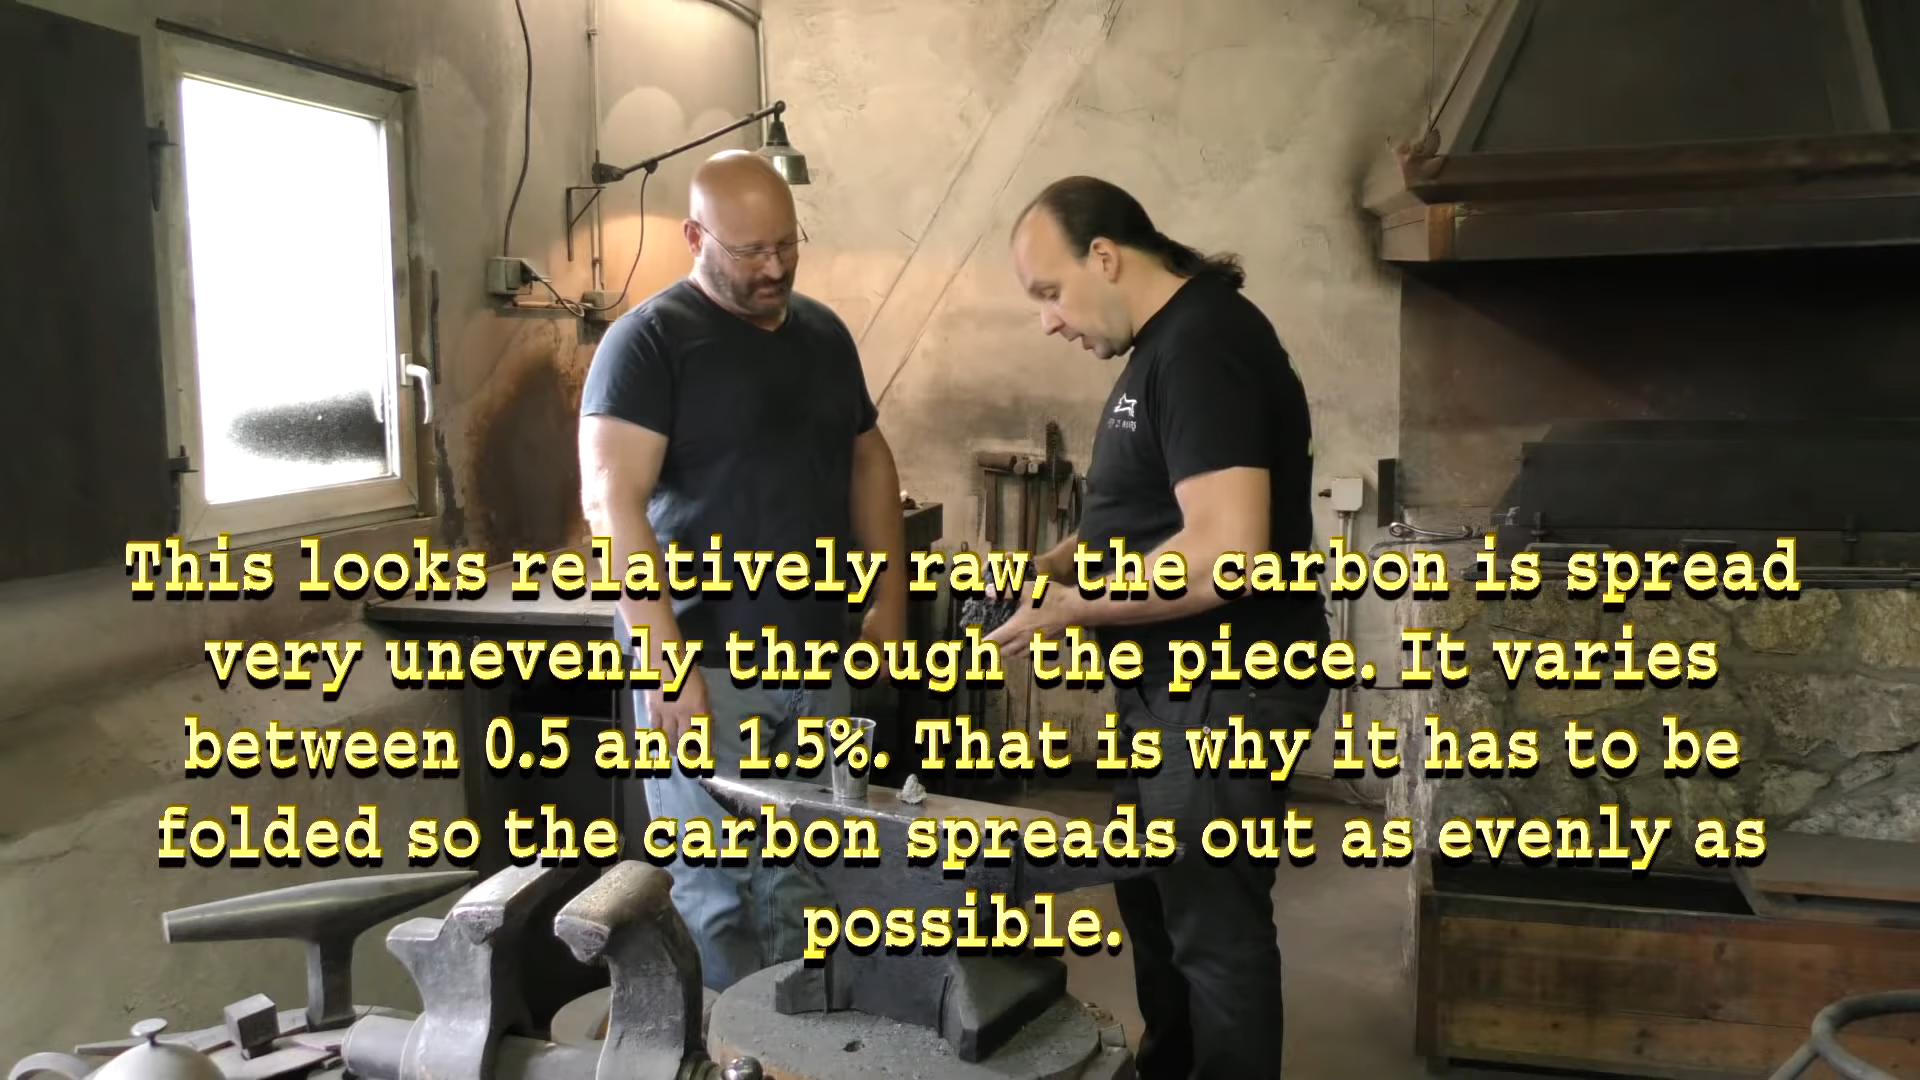 This looks relatively raw, the carbon is spread
very unevenly through the piece. It varies
between 0.5 and 1.5%. That is why it has to be
folded so the carbon spreads out as evenly as
possible.